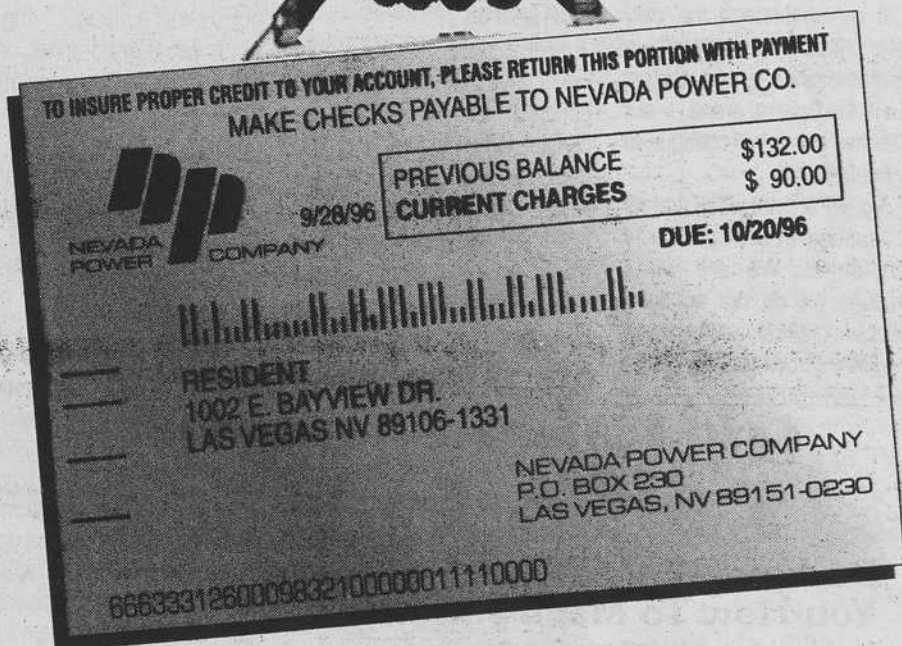 TO INSURE PROPER CREDIT TO YOUR ACCOUNT, PLEASE RETURN THIS PORTION WITH PAYMENT
MAKE CHECKS PAYABLE TO NEVADA POWER CO.
PREVIOUS BALANCE $132.00
9/28/96 CURRENT CHARGES $ 90.00
DUE: 10/20/96
NEVADA
POWER COMPANY
RESIDENT
1002 E. BAYVIEW DR.
LAS VEGAS NV 89106-1331
NEVADA POWER COMPANY
P.O. BOX 230
LAS VEGAS, NV 89151-0230
66633312600098321000000011110000